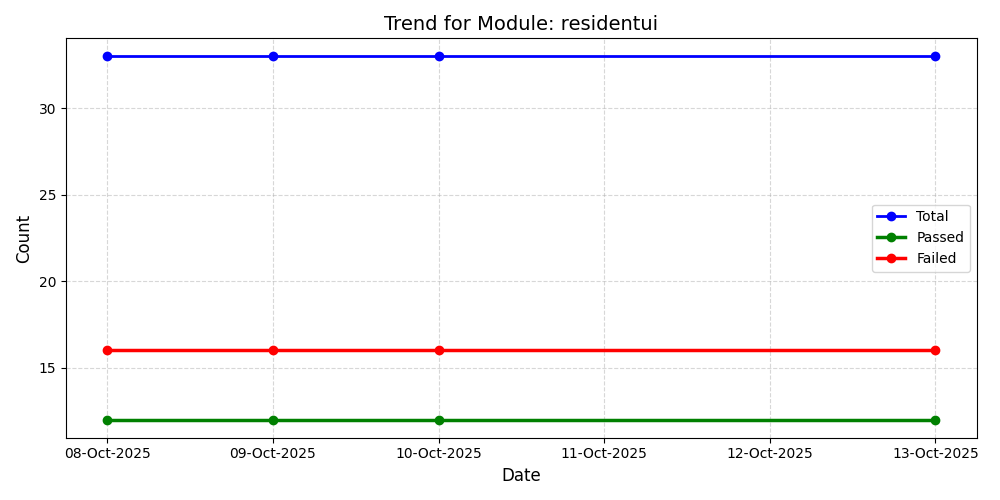 Trend for Module: residentui
Count
30
25
20
15
Total
Passed
Failed
08-Oct-2025
09-Oct-2025
10-Oct-2025
11-Oct-2025
12-Oct-2025
13-Oct-2025
Date